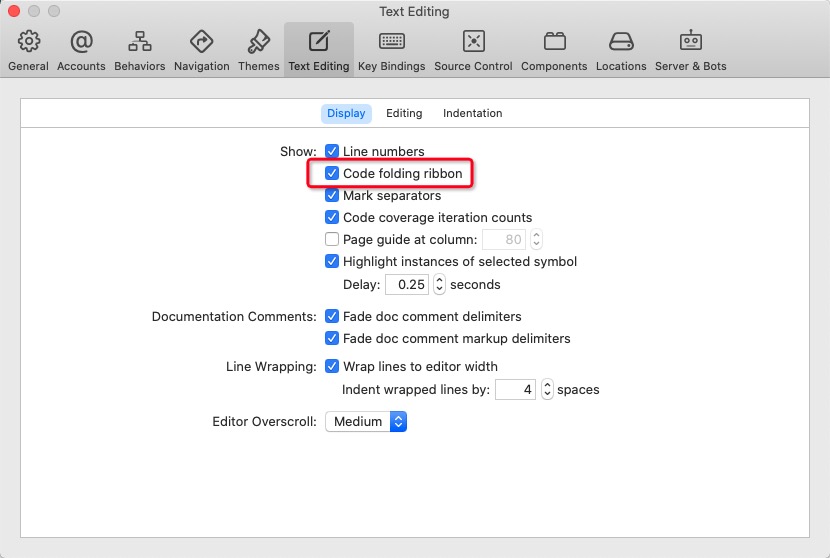 Text Editing
General Accounts Behaviors Navigation Themes Text Editing Key Bindings Source Control Components Locations Server & Bots
Display Editing Indentation
Show: Line numbers
Code folding ribbon
Mark separators
Code coverage iteration counts
Page guide at column: 80
Highlight instances of selected symbol
Delay: 0.25 seconds
Documentation Comments: Fade doc comment delimiters
Fade doc comment markup delimiters
Line Wrapping: Wrap lines to editor width
Indent wrapped lines by: 4 spaces
Editor Overscroll: Medium